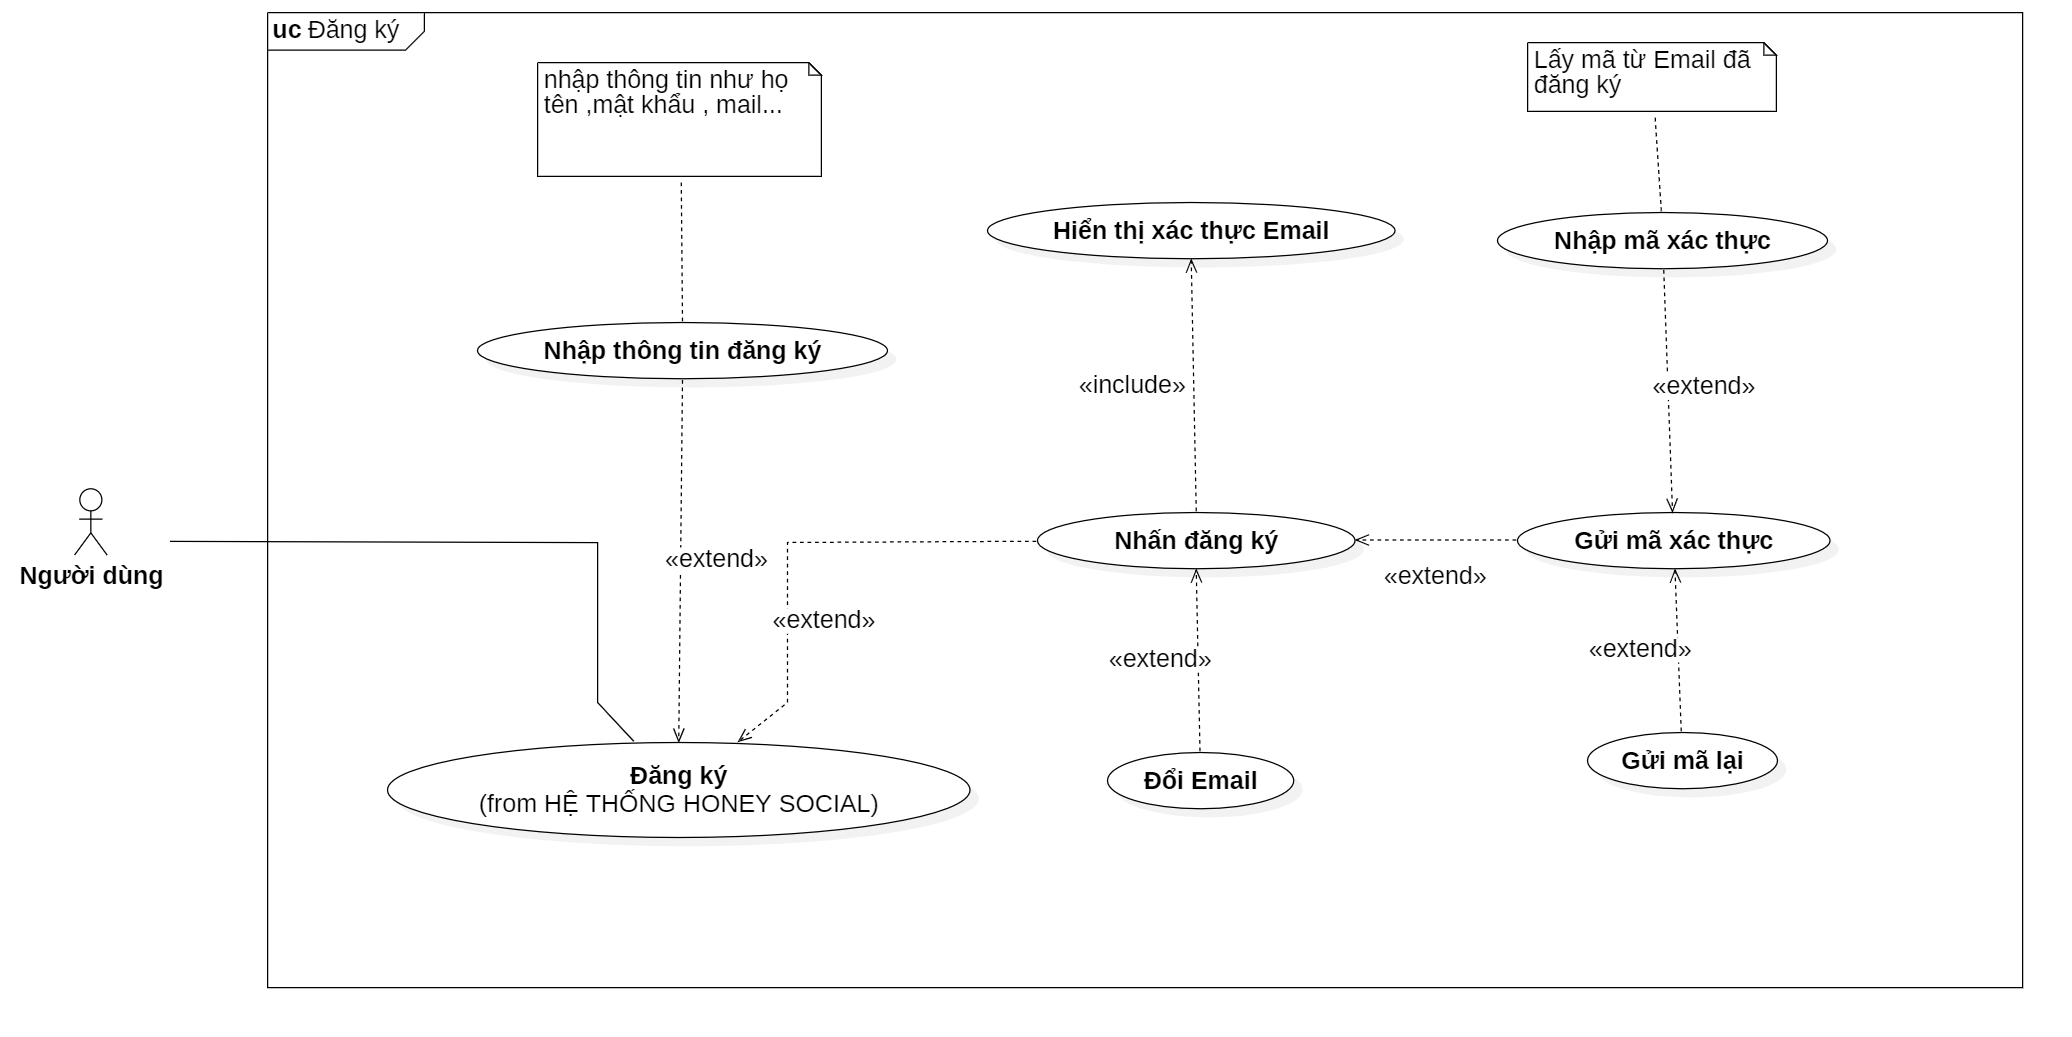 uc Đăng ký
nhập thông tin như họ
tên ,mật khẩu , mail...
Lấy mã từ Email đã
đăng ký
Hiển thị xác thực Email
Nhập mã xác thực
Nhập thông tin đăng ký
«include»
«extend»
Người dùng
«extend»
Nhấn đăng ký
Gửi mã xác thực
«extend»
«extend»
«extend»
«extend»
Đăng ký
(from HỆ THỐNG HONEY SOCIAL)
Đổi Email
Gửi mã lại